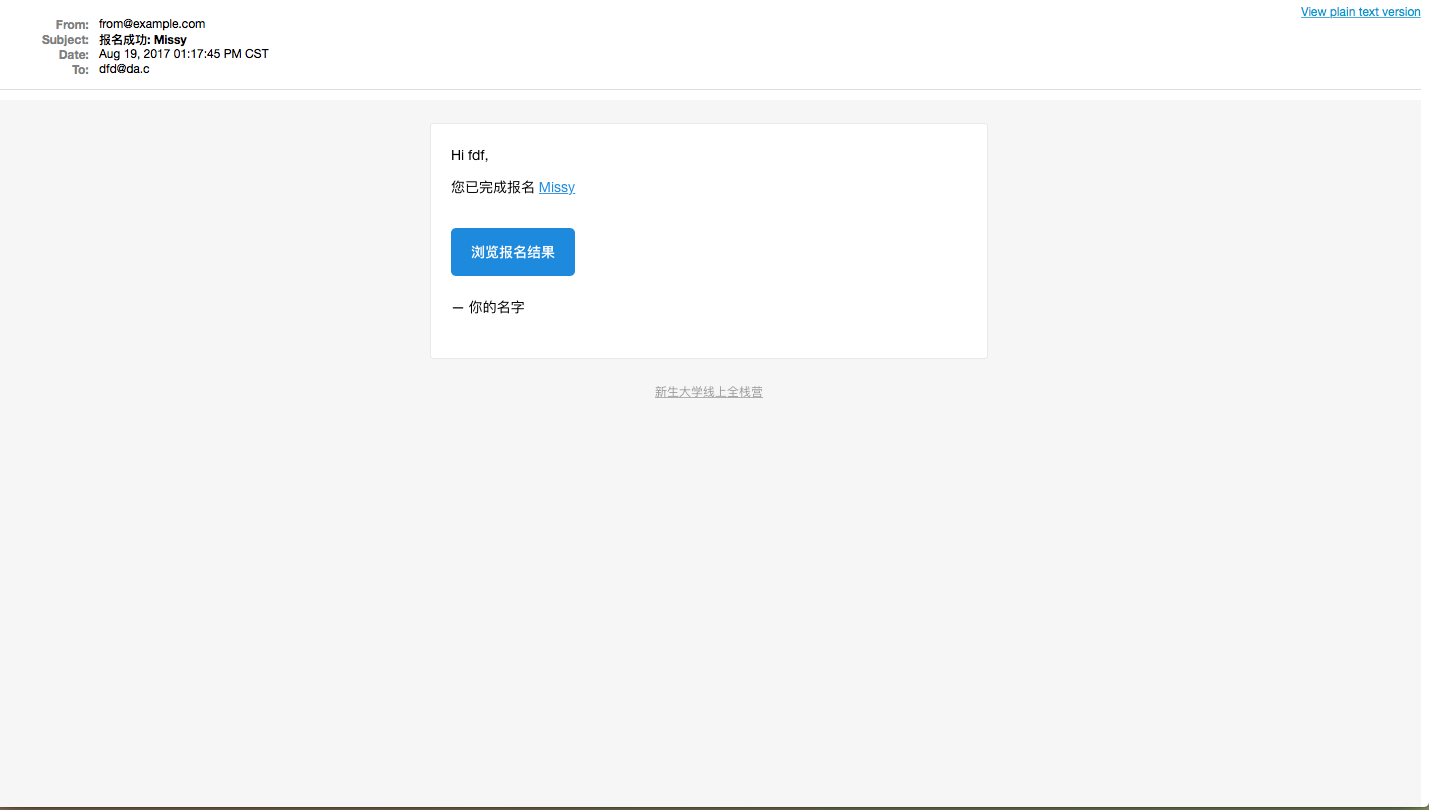 View plain text version
From: from@example.com
Subject: 报名成功: Missy
Date: Aug 19, 2017 01:17:45 PM CST
To: dfd@da.c
Hi fdf,
您已完成报名 Missy
浏览报名结果
— 你的名字
新生大学线上全栈营